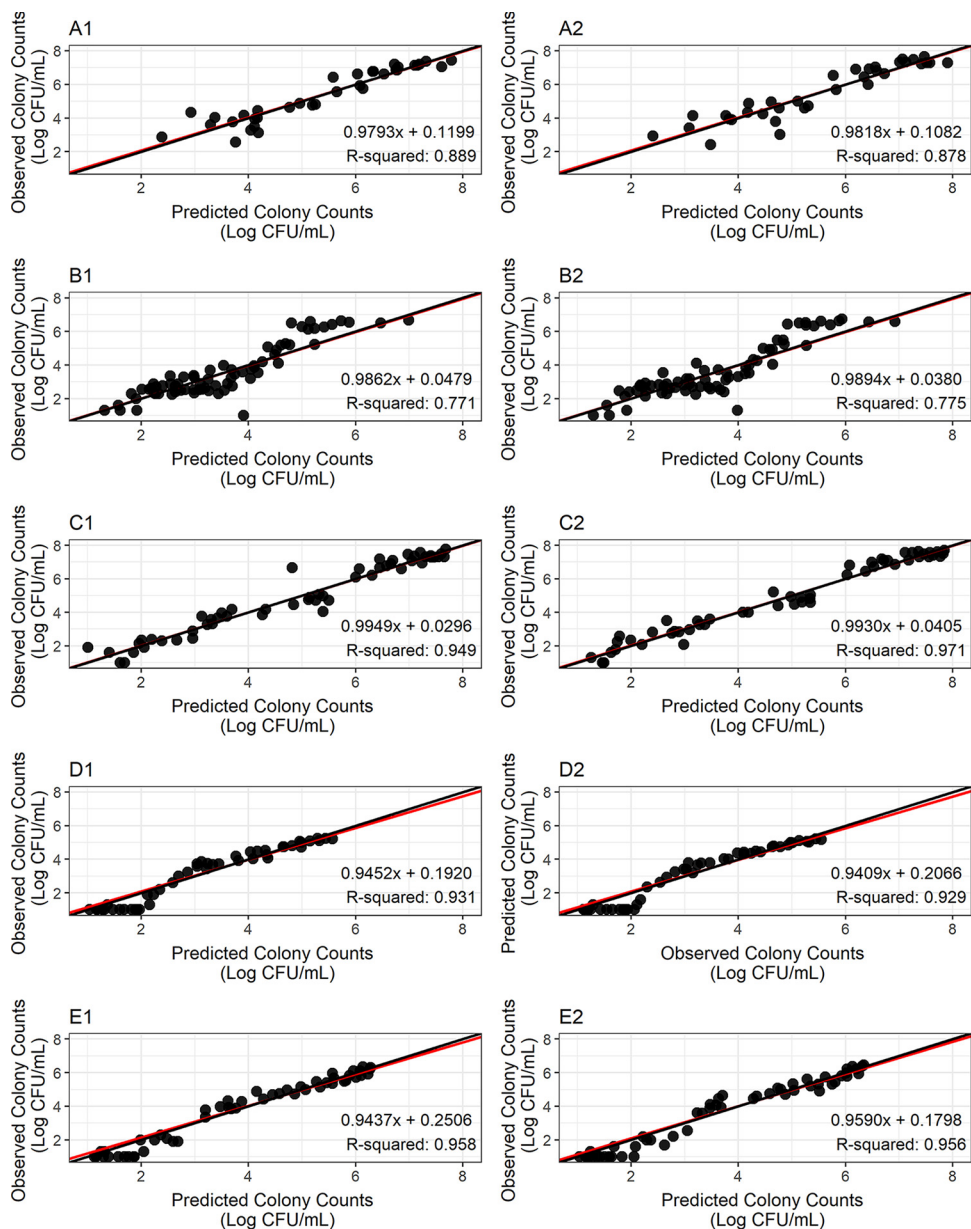 A1
Observed Colony Counts
(Log CFU/mL)
8
6
4
2
0.9793x + 0.1199
R-squared: 0.889
2
4
6
8
Predicted Colony Counts
(Log CFU/mL)
A2
Observed Colony Counts
(Log CFU/mL)
8
6
4
2
0.9818x + 0.1082
R-squared: 0.878
2
4
6
8
Predicted Colony Counts
(Log CFU/mL)
B1
Observed Colony Counts
(Log CFU/mL)
8
6
4
2
0.9862x + 0.0479
R-squared: 0.771
2
4
6
8
Predicted Colony Counts
(Log CFU/mL)
B2
Observed Colony Counts
(Log CFU/mL)
8
6
4
2
0.9894x + 0.0380
R-squared: 0.775
2
4
6
8
Predicted Colony Counts
(Log CFU/mL)
C1
Observed Colony Counts
(Log CFU/mL)
8
6
4
2
0.9949x + 0.0296
R-squared: 0.949
2
4
6
8
Predicted Colony Counts
(Log CFU/mL)
C2
Observed Colony Counts
(Log CFU/mL)
8
6
4
2
0.9930x + 0.0405
R-squared: 0.971
2
4
6
8
Predicted Colony Counts
(Log CFU/mL)
D1
Observed Colony Counts
(Log CFU/mL)
8
6
4
2
0.9452x + 0.1920
R-squared: 0.931
2
4
6
8
Predicted Colony Counts
(Log CFU/mL)
D2
Predicted Colony Counts
(Log CFU/mL)
8
6
4
2
0.9409x + 0.2066
R-squared: 0.929
2
4
6
8
Observed Colony Counts
(Log CFU/mL)
E1
Observed Colony Counts
(Log CFU/mL)
8
6
4
2
0.9437x + 0.2506
R-squared: 0.958
2
4
6
8
Predicted Colony Counts
(Log CFU/mL)
E2
Observed Colony Counts
(Log CFU/mL)
8
6
4
2
0.9590x + 0.1798
R-squared: 0.956
2
4
6
8
Predicted Colony Counts
(Log CFU/mL)